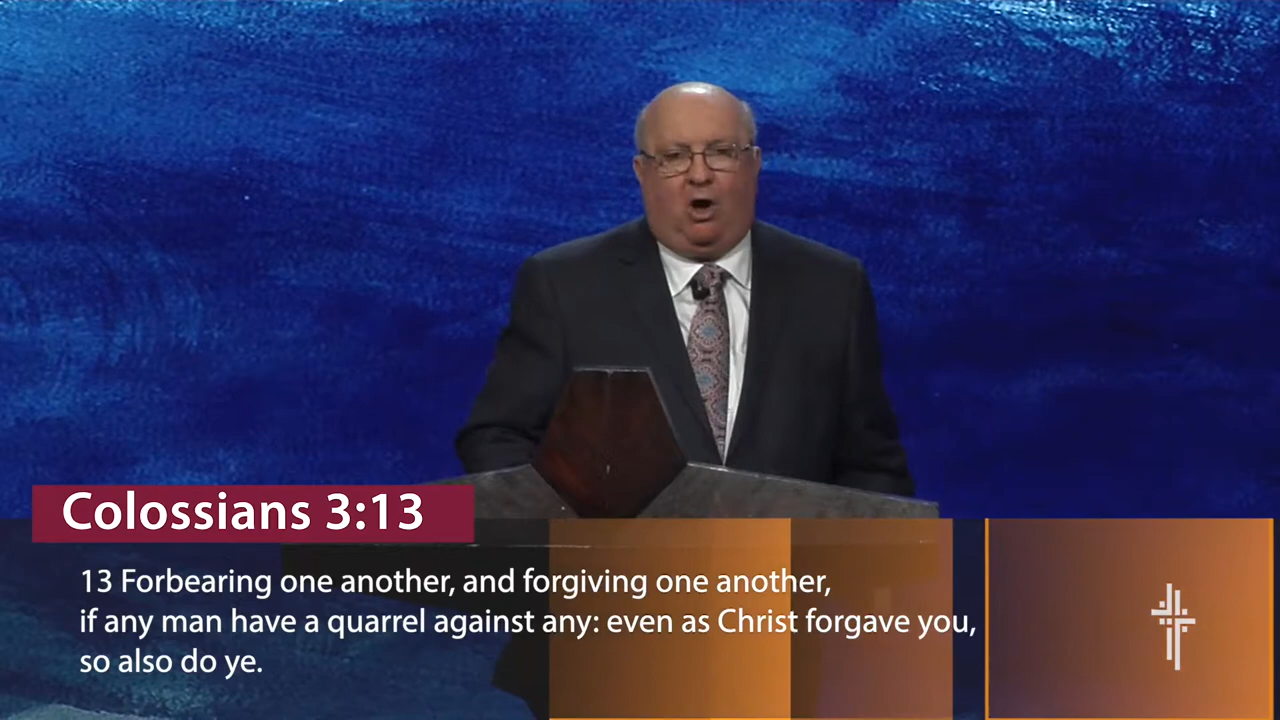 Colossians 3:13
13 Forbearing one another, and forgiving one another,
if any man have a quarrel against any: even as Christ forgave you,
so also do ye.